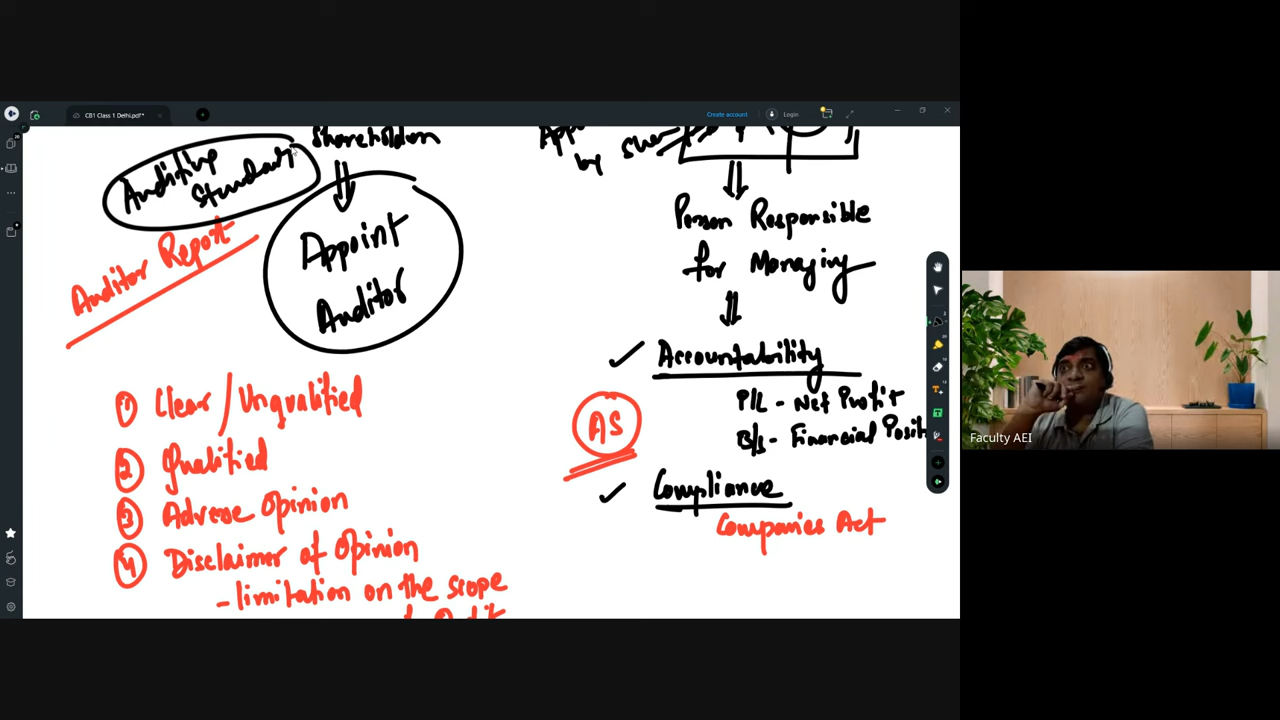 CB1 Class 1 Delhi.pdf*
Create account
Login
Shareholders
Auditing
Standards
Auditor Report
Appoint
Auditor
① Clear/Unqualified
② Qualified
③ Adverse Opinion
④ Disclaimer of Opinion
- limitation on the scope
by
Person Responsible
for Managing
✓ Accountability
P/L - Net Profit
B/S - Financial Posit
AS
✓ Compliance
Companies Act
Faculty AEI